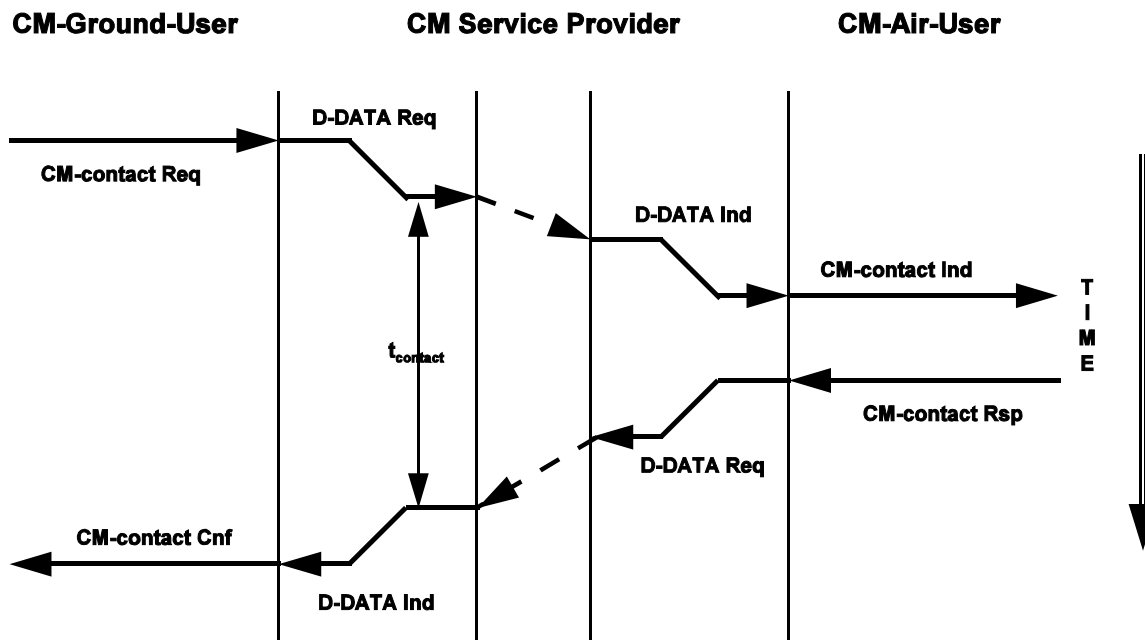 CM-Ground-User
CM Service Provider
CM-Air-User
D-DATA Req
CM-contact Req
D-DATA Ind
CM-contact Ind
T
I
M
E
tcontact
CM-contact Rsp
D-DATA Req
CM-contact Cnf
D-DATA Ind